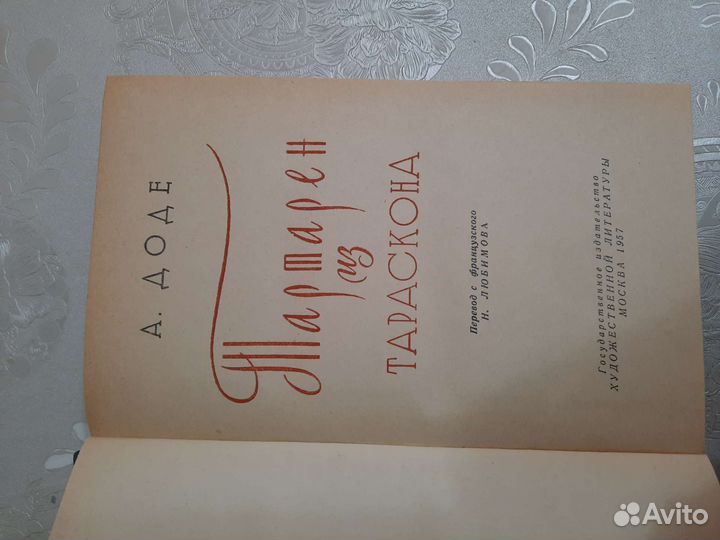 А. ДОДЕ
Тартарен
из
ТАРАСКОНА
Перевод с французского
Н. ЛЮБИМОВА
Государственное издательство
ХУДОЖЕСТВЕННОЙ ЛИТЕРАТУРЫ
МОСКВА 1957
Avito